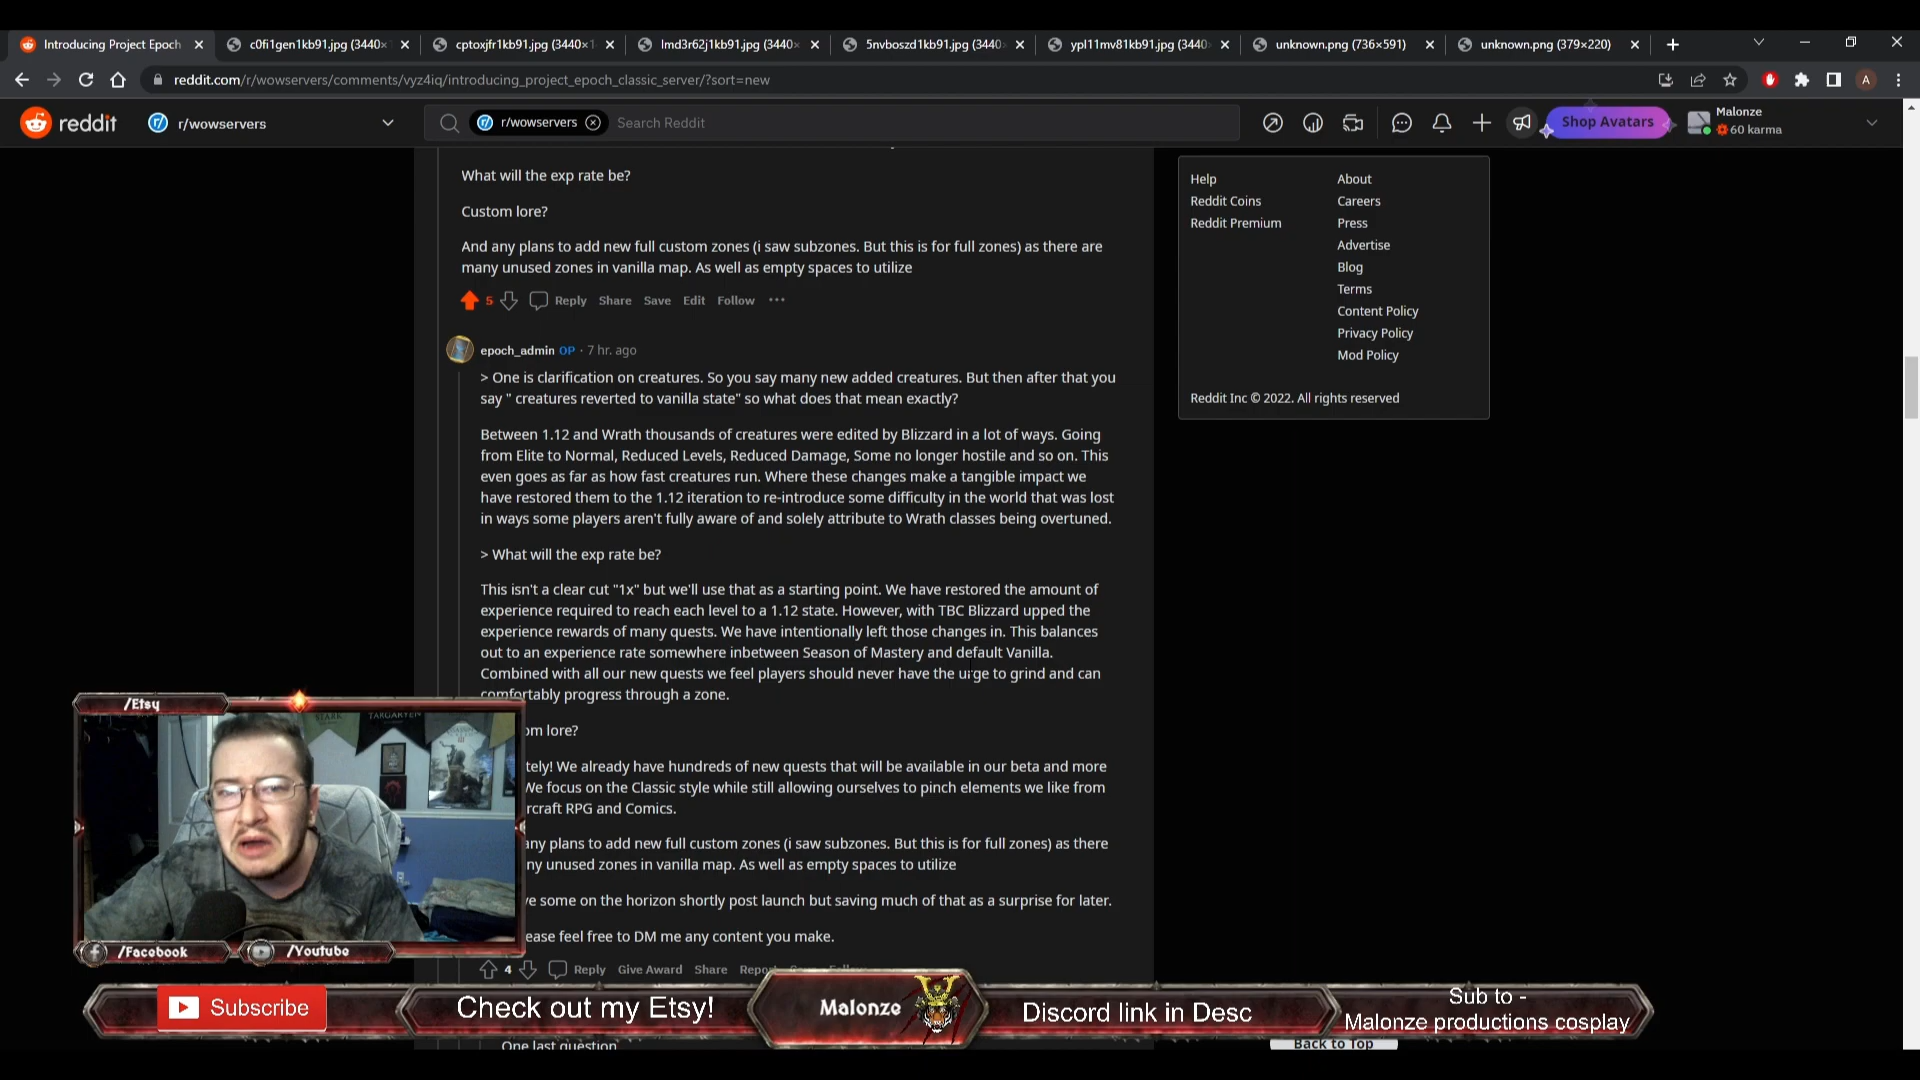 Introducing Project Epoch
c0fi1gen1kb91.jpg (3440×
cptoxjfr1kb91.jpg (3440×1
lmd3r62j1kb91.jpg (3440×
5nvboszd1kb91.jpg (3440
ypl11mv81kb91.jpg (3440
unknown.png (736×591)
unknown.png (379×220)
reddit.com/r/wowservers/comments/vyz4iq/introducing_project_epoch_classic_server/?sort=new
A
reddit
r/wowservers
r/wowservers
Search Reddit
Shop Avatars
Malonze
60 karma
What will the exp rate be?
Custom lore?
And any plans to add new full custom zones (i saw subzones. But this is for full zones) as there are
many unused zones in vanilla map. As well as empty spaces to utilize
5 Reply Share Save Edit Follow
epoch_admin OP · 7 hr. ago
> One is clarification on creatures. So you say many new added creatures. But then after that you
say " creatures reverted to vanilla state" so what does that mean exactly?
Between 1.12 and Wrath thousands of creatures were edited by Blizzard in a lot of ways. Going
from Elite to Normal, Reduced Levels, Reduced Damage, Some no longer hostile and so on. This
even goes as far as how fast creatures run. Where these changes make a tangible impact we
have restored them to the 1.12 iteration to re-introduce some difficulty in the world that was lost
in ways some players aren't fully aware of and solely attribute to Wrath classes being overtuned.
> What will the exp rate be?
This isn't a clear cut "1x" but we'll use that as a starting point. We have restored the amount of
experience required to reach each level to a 1.12 state. However, with TBC Blizzard upped the
experience rewards of many quests. We have intentionally left those changes in. This balances
out to an experience rate somewhere inbetween Season of Mastery and default Vanilla.
Combined with all our new quests we feel players should never have the urge to grind and can
comfortably progress through a zone.
om lore?
tely! We already have hundreds of new quests that will be available in our beta and more
We focus on the Classic style while still allowing ourselves to pinch elements we like from
rcraft RPG and Comics.
ny plans to add new full custom zones (i saw subzones. But this is for full zones) as there
ny unused zones in vanilla map. As well as empty spaces to utilize
ve some on the horizon shortly post launch but saving much of that as a surprise for later.
ease feel free to DM me any content you make.
4 Reply Give Award Share Report
One last question
Help
Reddit Coins
Reddit Premium
About
Careers
Press
Advertise
Blog
Terms
Content Policy
Privacy Policy
Mod Policy
Reddit Inc © 2022. All rights reserved
Back to Top
/Etsy
STARK
TARGARYEN
/Facebook
/Youtube
Subscribe
Check out my Etsy!
Malonze
Discord link in Desc
Sub to -
Malonze productions cosplay